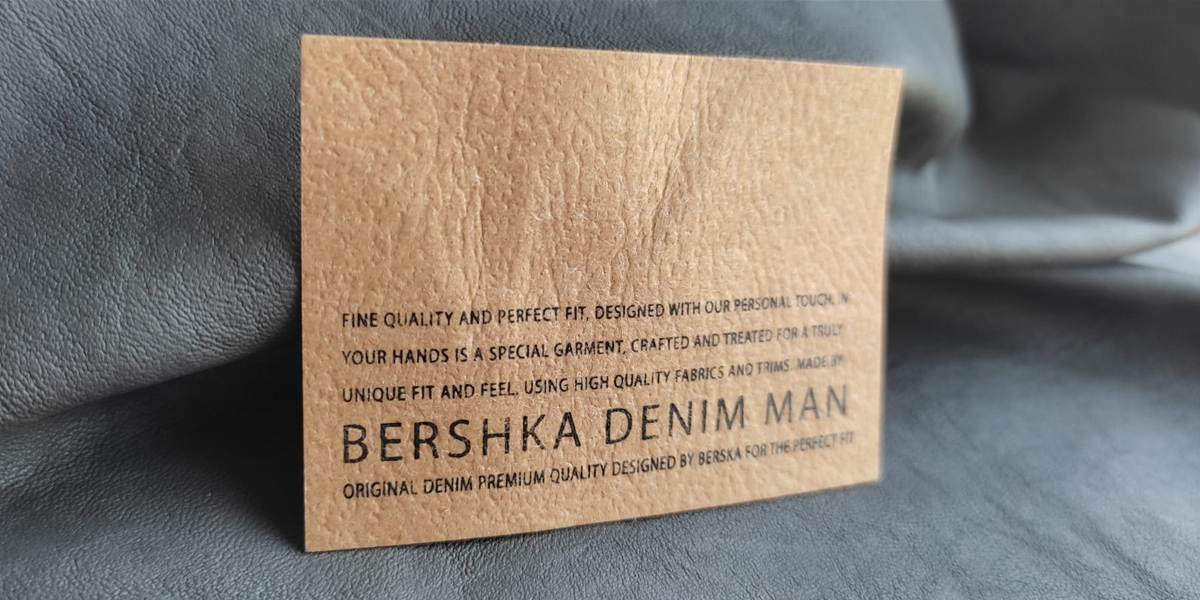 FINE QUALITY AND PERFECT FIT, DESIGNED WITH OUR PERSONAL TOUCH. IN
YOUR HANDS IS A SPECIAL GARMENT, CRAFTED AND TREATED FOR A TRULY
UNIQUE FIT AND FEEL. USING HIGH QUALITY FABRICS AND TRIMS. MADE BY
BERSHKA DENIM MAN
ORIGINAL DENIM PREMIUM QUALITY DESIGNED BY BERSKA FOR THE PERFECT FIT